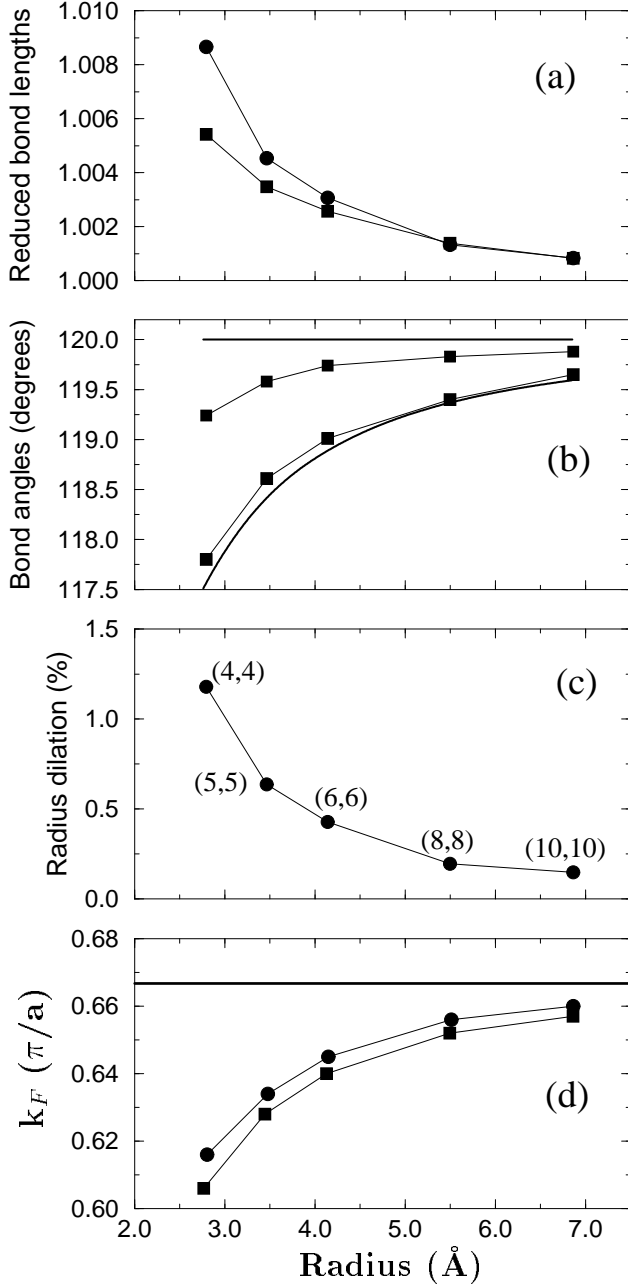 1.010
1.008
1.006
1.004
1.002
1.000
Reduced bond lengths
(a)
120.0
119.5
119.0
118.5
118.0
117.5
Bond angles (degrees)
(b)
1.5
1.0
0.5
0.0
Radius dilation (%)
(c)
(4,4)
(5,5)
(6,6)
(8,8)
(10,10)
0.68
0.66
0.64
0.62
0.60
k_F (π/a)
(d)
2.0 3.0 4.0 5.0 6.0 7.0
Radius (Å)